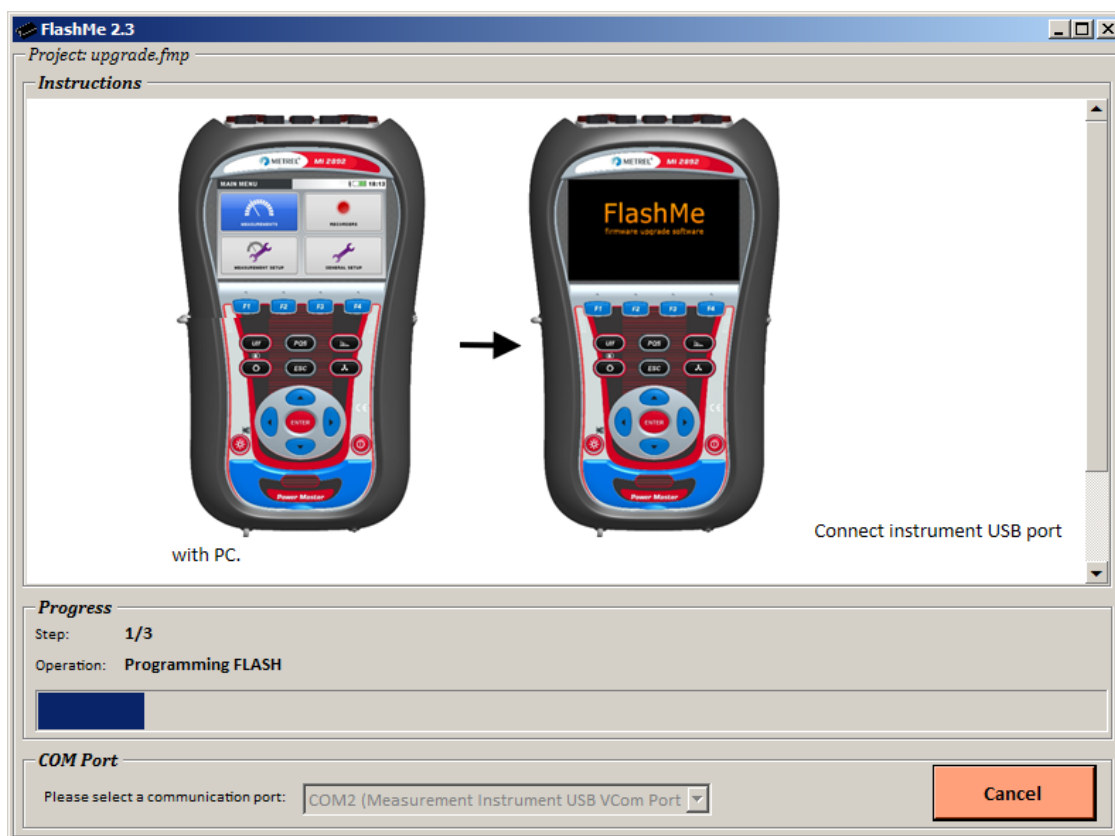 FlashMe 2.3
Project: upgrade.fmp
Instructions
METREL MI 2892
MAIN MENU 18:13
MEASUREMENTS
RECORDERS
MEASUREMENT SETUP
GENERAL SETUP
F1 F2 F3 F4
PQS
ESC
ENTER
CE
Power Master
METREL MI 2892
FlashMe
firmware upgrade software
F1 F2 F3 F4
PQS
ESC
ENTER
CE
Power Master
Connect instrument USB port
with PC.
Progress
Step: 1/3
Operation: Programming FLASH
COM Port
Please select a communication port: COM2 (Measurement Instrument USB VCom Port
Cancel